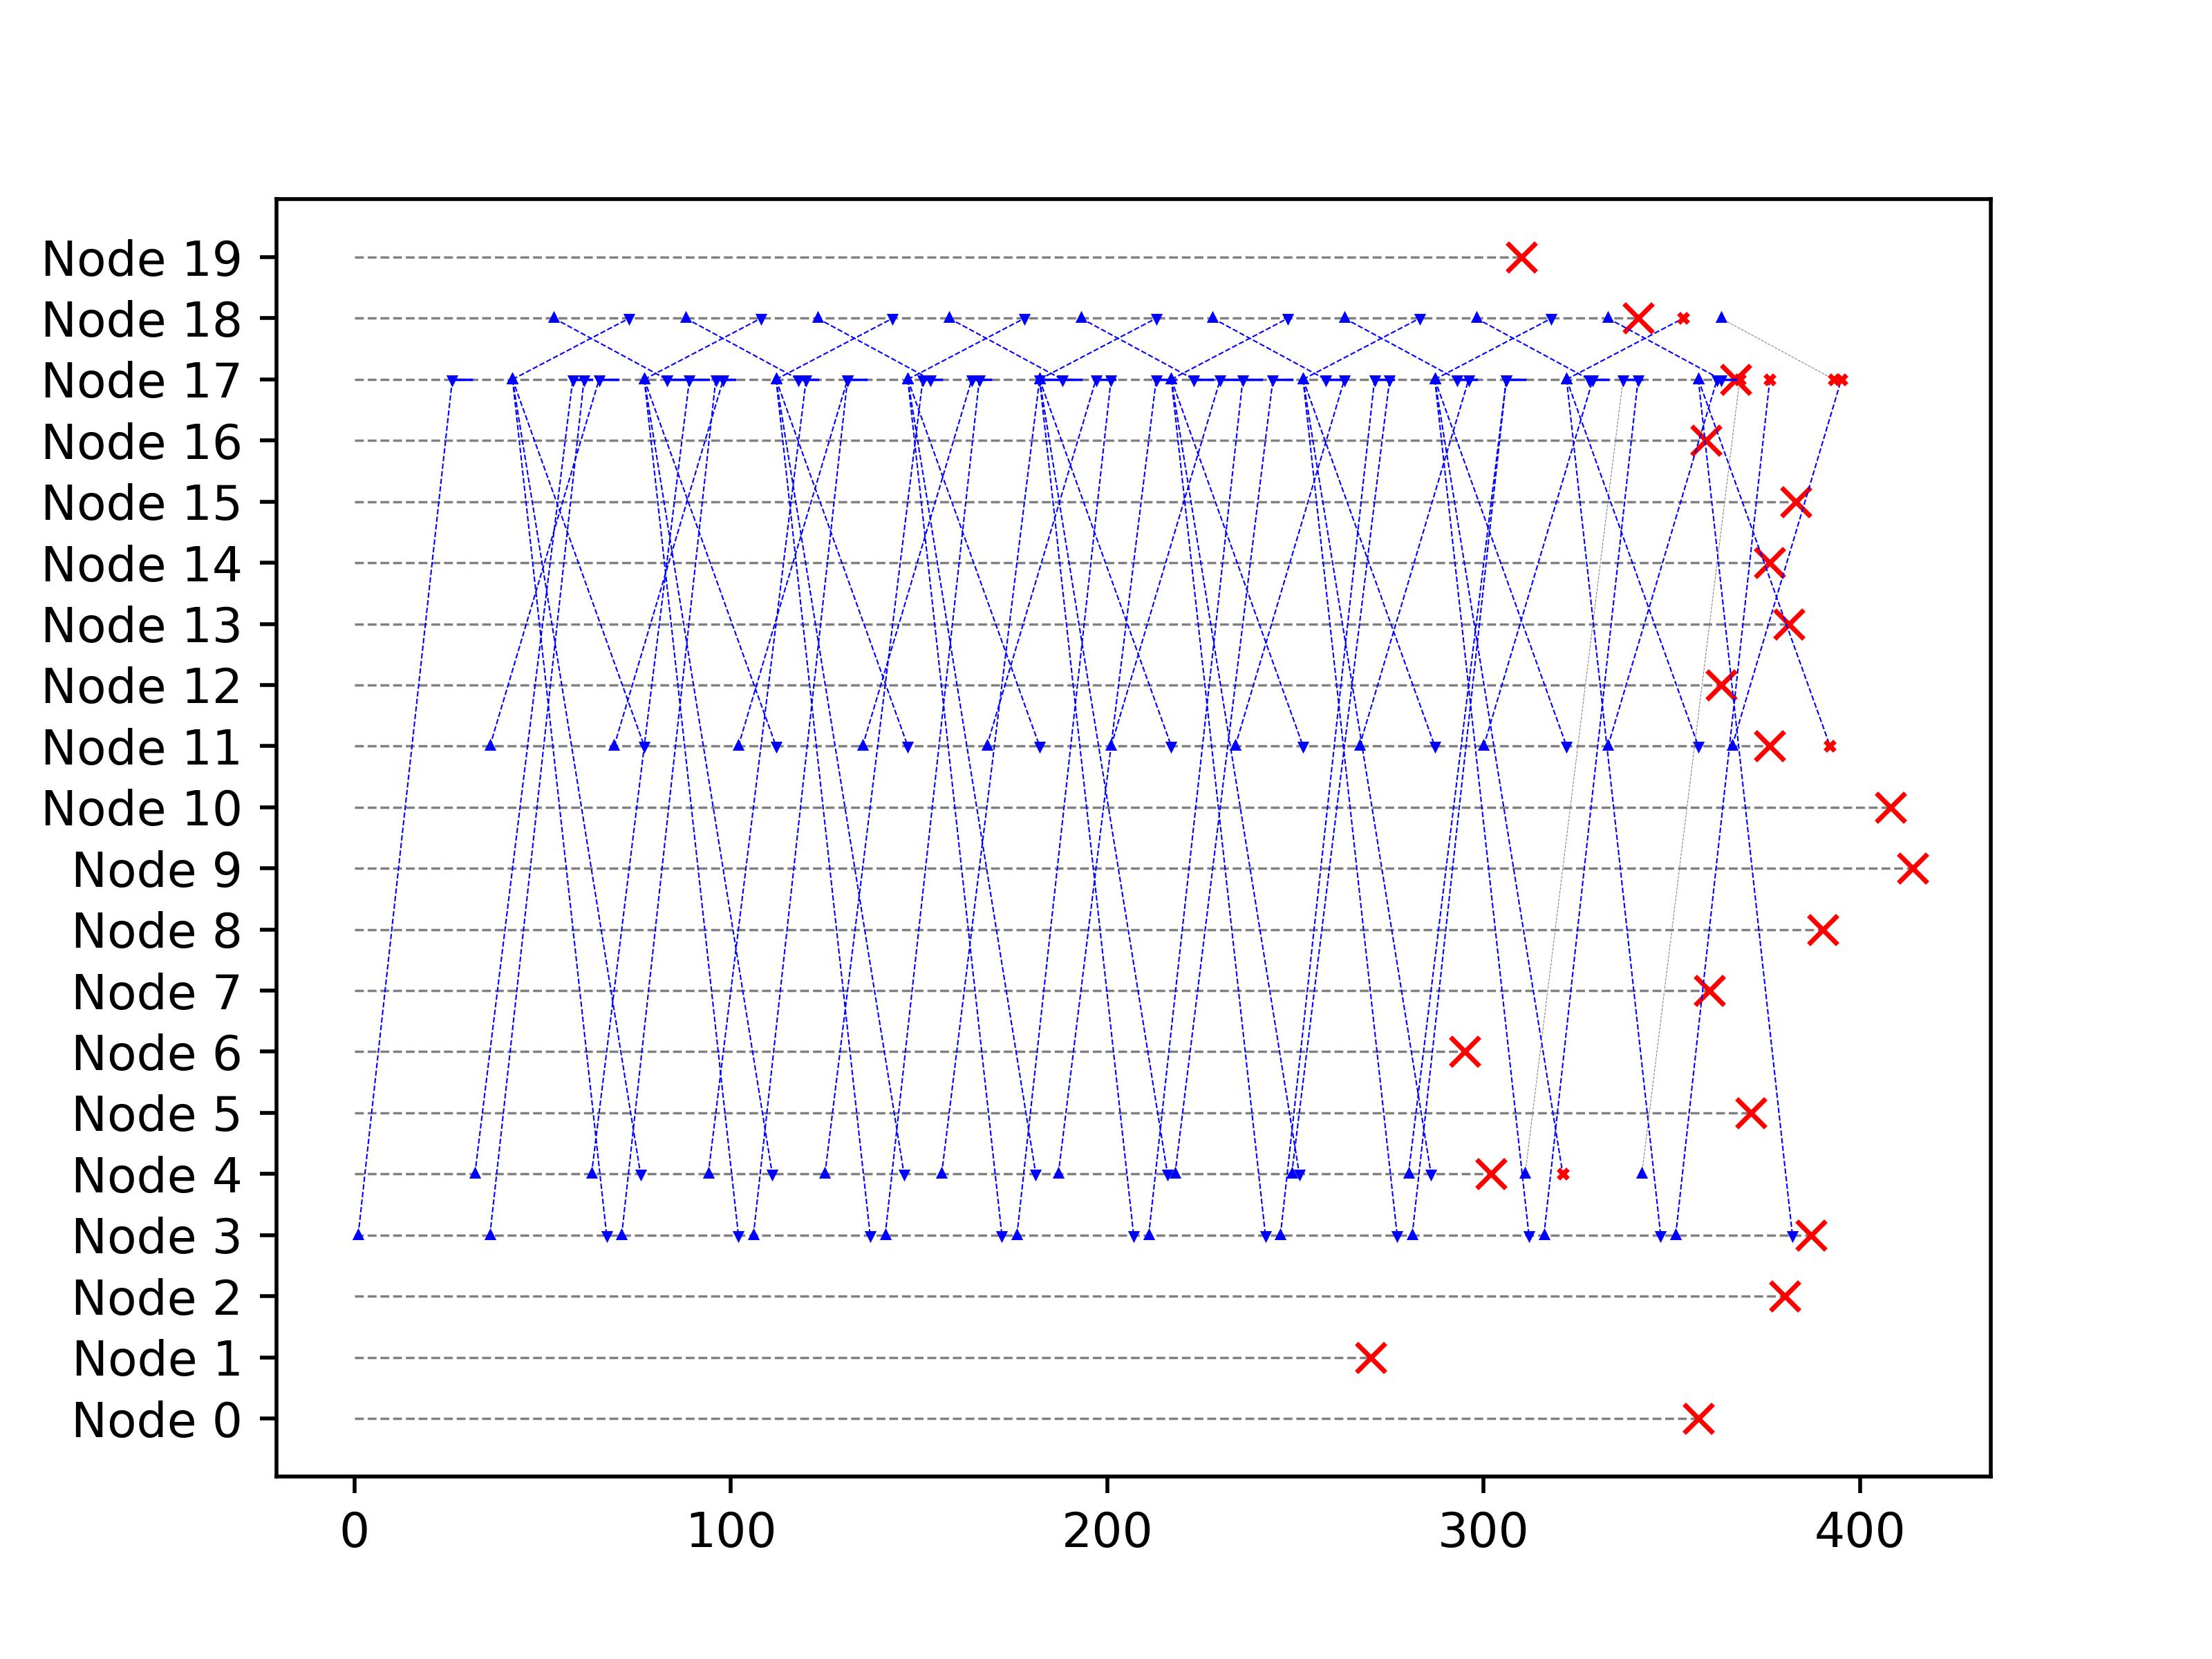 Node 19
Node 18
Node 17
Node 16
Node 15
Node 14
Node 13
Node 12
Node 11
Node 10
Node 9
Node 8
Node 7
Node 6
Node 5
Node 4
Node 3
Node 2
Node 1
Node 0
0 100 200 300 400